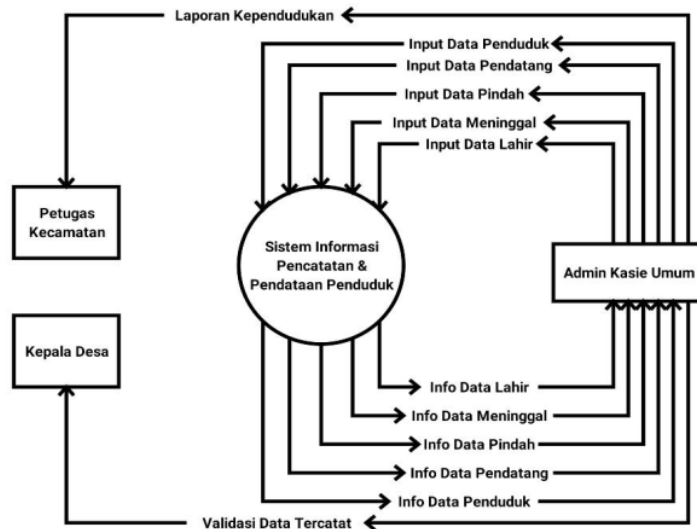 Laporan Kependudukan
Input Data Penduduk
Input Data Pendatang
Input Data Pindah
Input Data Meninggal
Input Data Lahir
Petugas
Kecamatan
Sistem Informasi
Pencatatan &
Pendataan Penduduk
Admin Kasie Umum
Kepala Desa
Info Data Lahir
Info Data Meninggal
Info Data Pindah
Info Data Pendatang
Info Data Penduduk
Validasi Data Tercatat